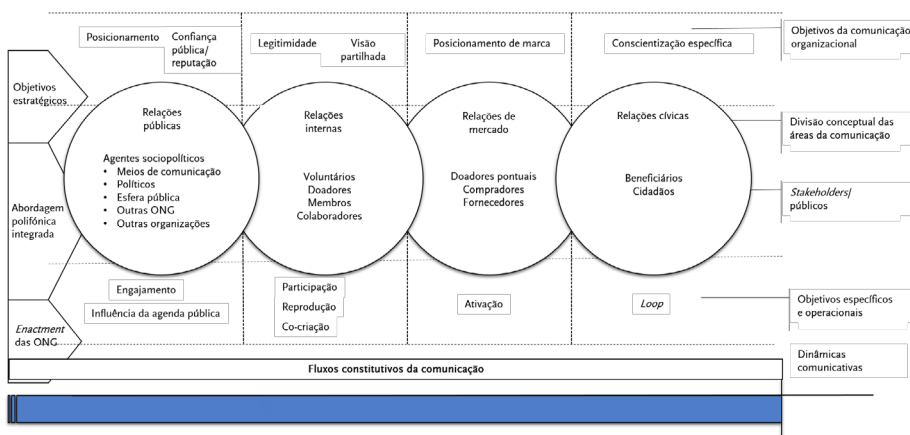 Posicionamento
Confiança
pública/
reputação
Legitimidade
Visão
partilhada
Posicionamento de marca
Conscientização específica
Objetivos da comunicação
organizacional
Objetivos
estratégicos
Relações
públicas
Relações
internas
Relações de
mercado
Relações cívicas
Divisão conceptual das
áreas da comunicação
Abordagem
polifónica
integrada
Agentes sociopolíticos
• Meios de comunicação
• Políticos
• Esfera pública
• Outras ONG
• Outras organizações
Voluntários
Doadores
Membros
Colaboradores
Doadores pontuais
Compradores
Fornecedores
Beneficiários
Cidadãos
Stakeholders/
públicos
Enactment
das ONG
Engajamento
Influência da agenda pública
Participação
Reprodução
Co-criação
Ativação
Loop
Objetivos específicos
e operacionais
Dinâmicas
comunicativas
Fluxos constitutivos da comunicação